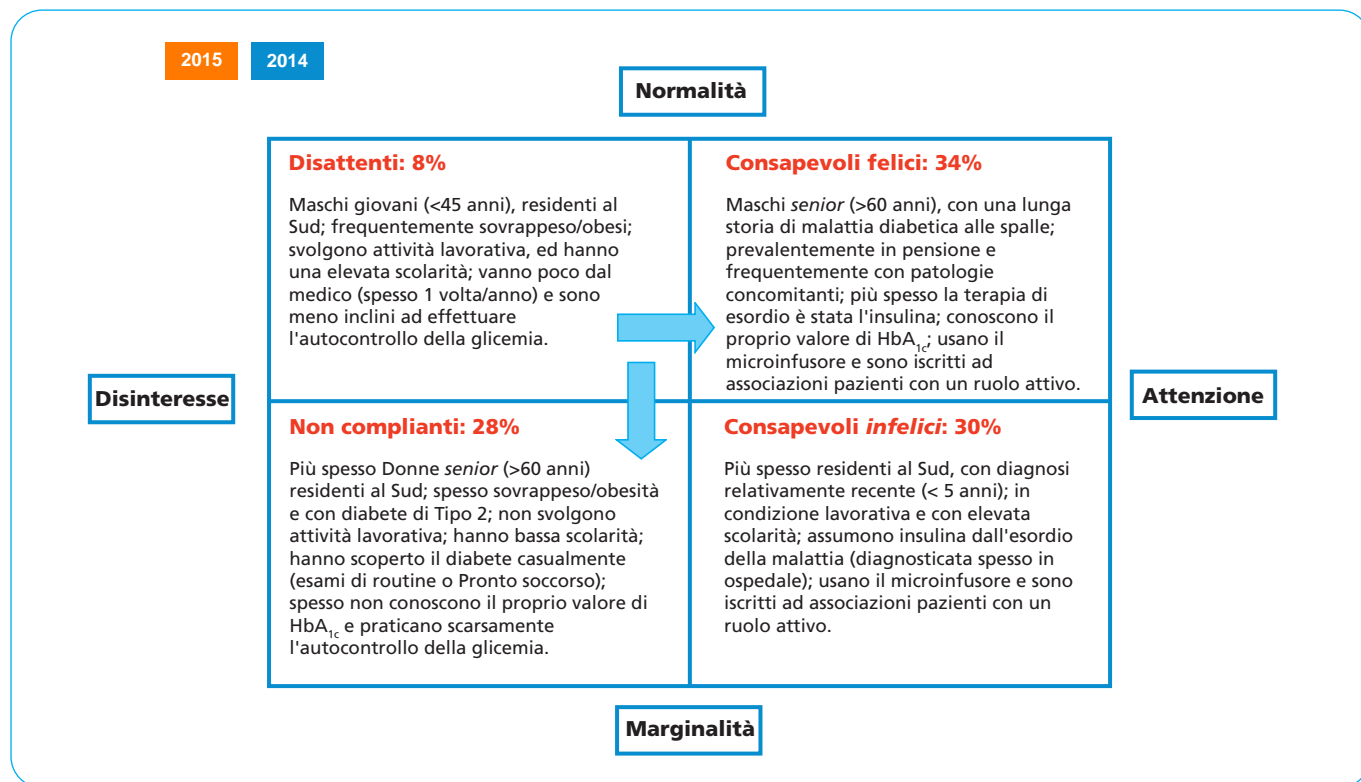 2015
2014
Normalità
Disattenti: 8%
Maschi giovani (<45 anni), residenti al
Sud; frequentemente sovrappeso/obesi;
svolgono attività lavorativa, ed hanno
una elevata scolarità; vanno poco dal
medico (spesso 1 volta/anno) e sono
meno inclini ad effettuare
l'autocontrollo della glicemia.
Consapevoli felici: 34%
Maschi senior (>60 anni), con una lunga
storia di malattia diabetica alle spalle;
prevalentemente in pensione e
frequentemente con patologie
concomitanti; più spesso la terapia di
esordio è stata l'insulina; conoscono il
proprio valore di HbA1c; usano il
microinfusore e sono iscritti ad
associazioni pazienti con un ruolo attivo.
Disinteresse
Attenzione
Non complianti: 28%
Più spesso Donne senior (>60 anni)
residenti al Sud; spesso sovrappeso/obesità
e con diabete di Tipo 2; non svolgono
attività lavorativa; hanno bassa scolarità;
hanno scoperto il diabete casualmente
(esami di routine o Pronto soccorso);
spesso non conoscono il proprio valore di
HbA1c e praticano scarsamente
l'autocontrollo della glicemia.
Consapevoli infelici: 30%
Più spesso residenti al Sud, con diagnosi
relativamente recente (< 5 anni); in
condizione lavorativa e con elevata
scolarità; assumono insulina dall'esordio
della malattia (diagnosticata spesso in
ospedale); usano il microinfusore e sono
iscritti ad associazioni pazienti con un
ruolo attivo.
Marginalità